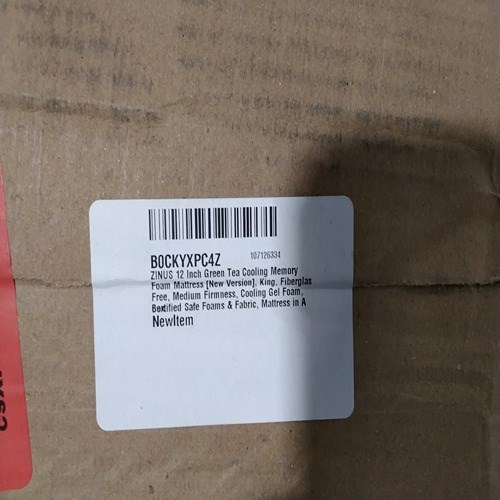 B0CKYXPC4Z 107126334
ZINUS 12 Inch Green Tea Cooling Memory
Foam Mattress [New Version], King, Fiberglas
Free, Medium Firmness, Cooling Gel Foam,
Certified Safe Foams & Fabric, Mattress in A
NewItem